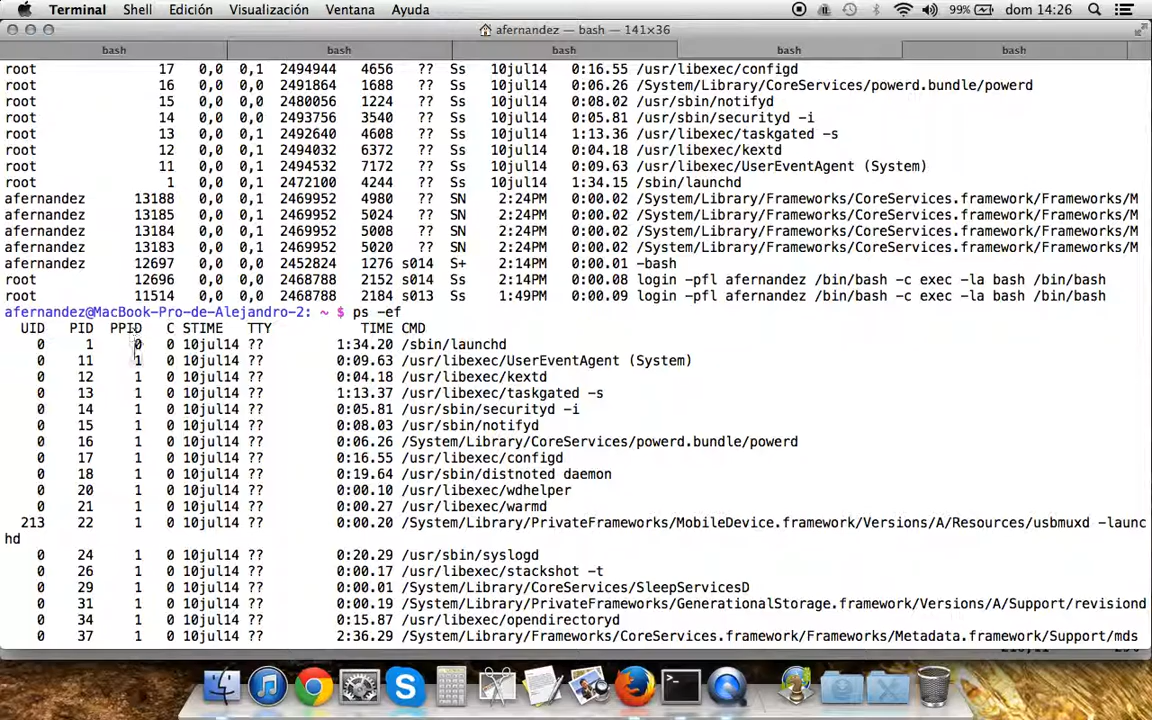 Terminal Shell Edición Visualización Ventana Ayuda 99% dom 14:26
afernandez — bash — 141×36
bash bash bash bash bash
root 17 0,0 0,1 2494944 4656 ?? Ss 10jul14 0:16.55 /usr/libexec/configd
root 16 0,0 0,0 2491864 1688 ?? Ss 10jul14 0:06.26 /System/Library/CoreServices/powerd.bundle/powerd
root 15 0,0 0,0 2480056 1224 ?? Ss 10jul14 0:08.02 /usr/sbin/notifyd
root 14 0,0 0,0 2493756 3540 ?? Ss 10jul14 0:05.81 /usr/sbin/securityd -i
root 13 0,0 0,1 2492640 4608 ?? Ss 10jul14 1:13.36 /usr/libexec/taskgated -s
root 12 0,0 0,1 2494032 6372 ?? Ss 10jul14 0:04.18 /usr/libexec/kextd
root 11 0,0 0,1 2494532 7172 ?? Ss 10jul14 0:09.63 /usr/libexec/UserEventAgent (System)
root 1 0,0 0,1 2472100 4244 ?? Ss 10jul14 1:34.15 /sbin/launchd
afernandez 13188 0,0 0,1 2469952 4980 ?? SN 2:24PM 0:00.02 /System/Library/Frameworks/CoreServices.framework/Frameworks/M
afernandez 13185 0,0 0,1 2469952 5024 ?? SN 2:24PM 0:00.02 /System/Library/Frameworks/CoreServices.framework/Frameworks/M
afernandez 13184 0,0 0,1 2469952 5008 ?? SN 2:24PM 0:00.02 /System/Library/Frameworks/CoreServices.framework/Frameworks/M
afernandez 13183 0,0 0,1 2469952 5020 ?? SN 2:24PM 0:00.02 /System/Library/Frameworks/CoreServices.framework/Frameworks/M
afernandez 12697 0,0 0,0 2452824 1276 s014 S+ 2:14PM 0:00.01 -bash
root 12696 0,0 0,0 2468788 2152 s014 Ss 2:14PM 0:00.08 login -pfl afernandez /bin/bash -c exec -la bash /bin/bash
root 11514 0,0 0,0 2468788 2184 s013 Ss 1:49PM 0:00.09 login -pfl afernandez /bin/bash -c exec -la bash /bin/bash
afernandez@MacBook-Pro-de-Alejandro-2: ~ $ ps -ef
UID PID PPID C STIME TTY TIME CMD
0 1 0 0 10jul14 ?? 1:34.20 /sbin/launchd
0 11 1 0 10jul14 ?? 0:09.63 /usr/libexec/UserEventAgent (System)
0 12 1 0 10jul14 ?? 0:04.18 /usr/libexec/kextd
0 13 1 0 10jul14 ?? 1:13.37 /usr/libexec/taskgated -s
0 14 1 0 10jul14 ?? 0:05.81 /usr/sbin/securityd -i
0 15 1 0 10jul14 ?? 0:08.03 /usr/sbin/notifyd
0 16 1 0 10jul14 ?? 0:06.26 /System/Library/CoreServices/powerd.bundle/powerd
0 17 1 0 10jul14 ?? 0:16.55 /usr/libexec/configd
0 18 1 0 10jul14 ?? 0:19.64 /usr/sbin/distnoted daemon
0 20 1 0 10jul14 ?? 0:00.10 /usr/libexec/wdhelper
0 21 1 0 10jul14 ?? 0:00.27 /usr/libexec/warmd
213 22 1 0 10jul14 ?? 0:00.20 /System/Library/PrivateFrameworks/MobileDevice.framework/Versions/A/Resources/usbmuxd -launc
hd
0 24 1 0 10jul14 ?? 0:20.29 /usr/sbin/syslogd
0 26 1 0 10jul14 ?? 0:00.17 /usr/libexec/stackshot -t
0 29 1 0 10jul14 ?? 0:00.01 /System/Library/CoreServices/SleepServicesD
0 31 1 0 10jul14 ?? 0:00.19 /System/Library/PrivateFrameworks/GenerationalStorage.framework/Versions/A/Support/revisiond
0 34 1 0 10jul14 ?? 0:15.87 /usr/libexec/opendirectoryd
0 37 1 0 10jul14 ?? 2:36.29 /System/Library/Frameworks/CoreServices.framework/Frameworks/Metadata.framework/Support/mds